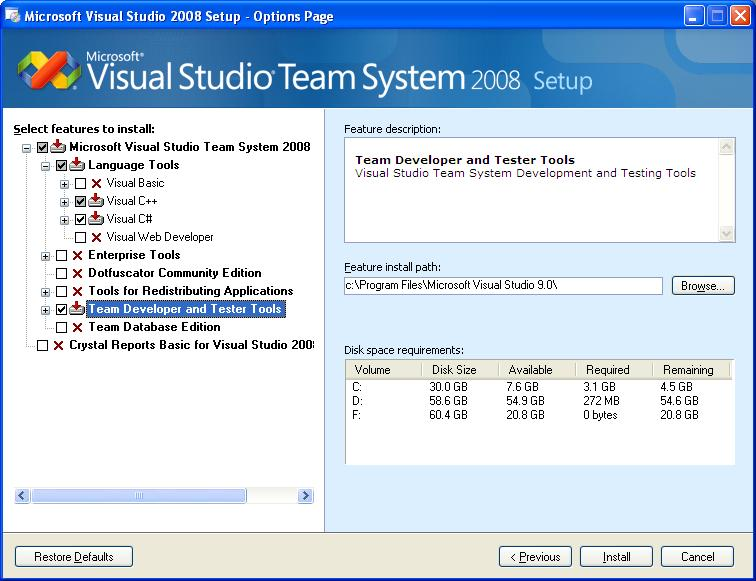 Microsoft Visual Studio 2008 Setup - Options Page
Microsoft®
Visual Studio Team System 2008 Setup
Select features to install:
Microsoft Visual Studio Team System 2008
Language Tools
Visual Basic
Visual C++
Visual C#
Visual Web Developer
Enterprise Tools
Dotfuscator Community Edition
Tools for Redistributing Applications
Team Developer and Tester Tools
Team Database Edition
Crystal Reports Basic for Visual Studio 200
Feature description:
Team Developer and Tester Tools
Visual Studio Team System Development and Testing Tools
Feature install path:
c:\Program Files\Microsoft Visual Studio 9.0\
Browse...
Disk space requirements:
Volume Disk Size Available Required Remaining
C: 30.0 GB 7.6 GB 3.1 GB 4.5 GB
D: 58.6 GB 54.9 GB 272 MB 54.6 GB
F: 60.4 GB 20.8 GB 0 bytes 20.8 GB
Restore Defaults
< Previous
Install
Cancel